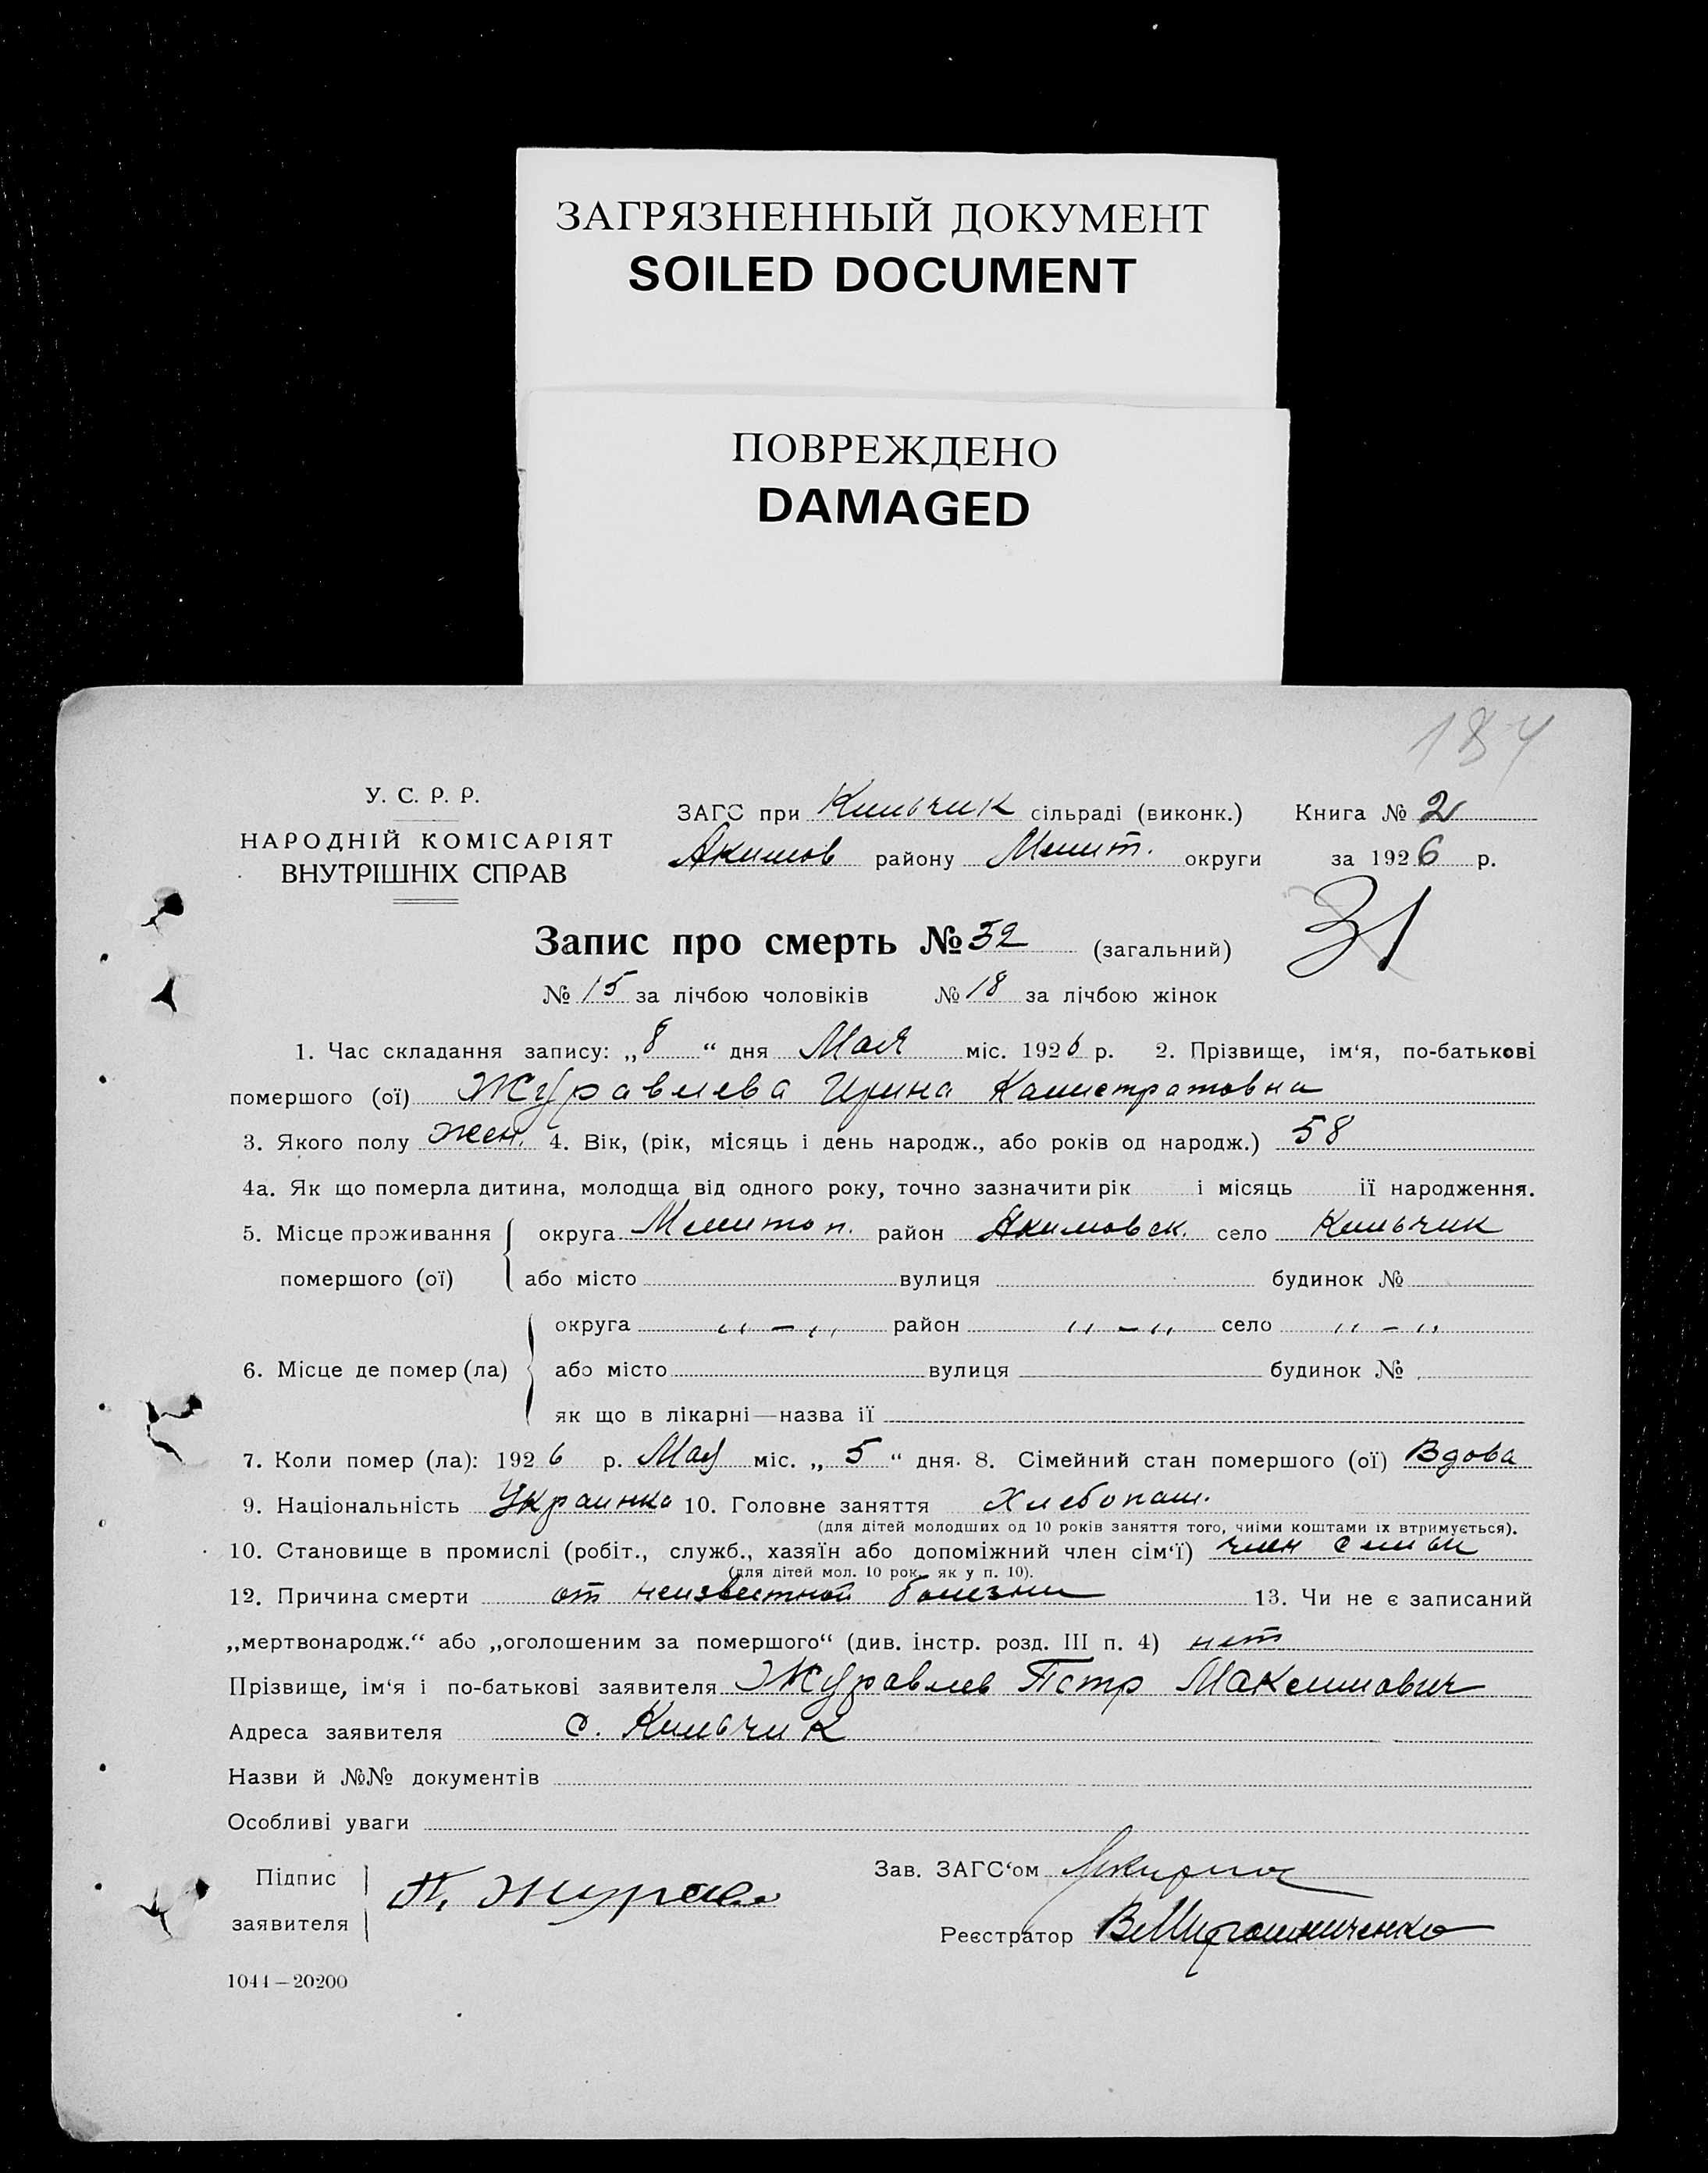 ЗАГРЯЗНЕННЫЙ ДОКУМЕНТ
SOILED DOCUMENT
ПОВРЕЖДЕНО
DAMAGED
184
У. С. Р. Р.
НАРОДНІЙ КОМІСАРІЯТ
ВНУТРІШНІХ СПРАВ
ЗАГС при Кильчик сільраді (виконк.) Книга № 2
Акимов району Мелит. округи за 1926 р.
31
Запис про смерть № 32 (загальний)
№ 15 за лічбою чоловіків № 18 за лічбою жінок
1. Час складання запису: „8“ дня Мая міс. 1926 р. 2. Прізвище, ім‘я, по-батькові
помершого (ої) Журавлева Ирина Калистратовна
3. Якого полу жен. 4. Вік, (рік, місяць і день народж., або років од народж.) 58
4а. Як що померла дитина, молодша від одного року, точно зазначити рік і місяць її народження.
5. Місце проживання округа Мелитоп. район Акимовск. село Кильчик
помершого (ої) або місто вулиця будинок №
округа „ — „ район „ — „ село „ — „
6. Місце де помер (ла) або місто вулиця будинок №
як що в лікарні—назва її
7. Коли помер (ла): 1926 р. Мая міс. „5“ дня. 8. Сімейний стан помершого (ої) Вдова
9. Національність Украинка 10. Головне заняття Хлебопаш.
(для дітей молодших од 10 років заняття того, чиїми коштами їх втримується).
10. Становище в промислі (робіт., служб., хазяїн або допоміжний член сім‘ї) член семьи
(для дітей мол. 10 рок. як у п. 10).
12. Причина смерти от неизвестной болезни 13. Чи не є записаний
„мертвонародж.“ або „оголошеним за помершого“ (див. інстр. розд. III п. 4) нет
Прізвище, ім‘я і по-батькові заявителя Журавлев Петр Максимович
Адреса заявителя с. Кильчик
Назви й №№ документів
Особливі уваги
Підпис
заявителя П. Журавле
Зав. ЗАГС‘ом
Реєстратор ВМирошниченко
1044—20200